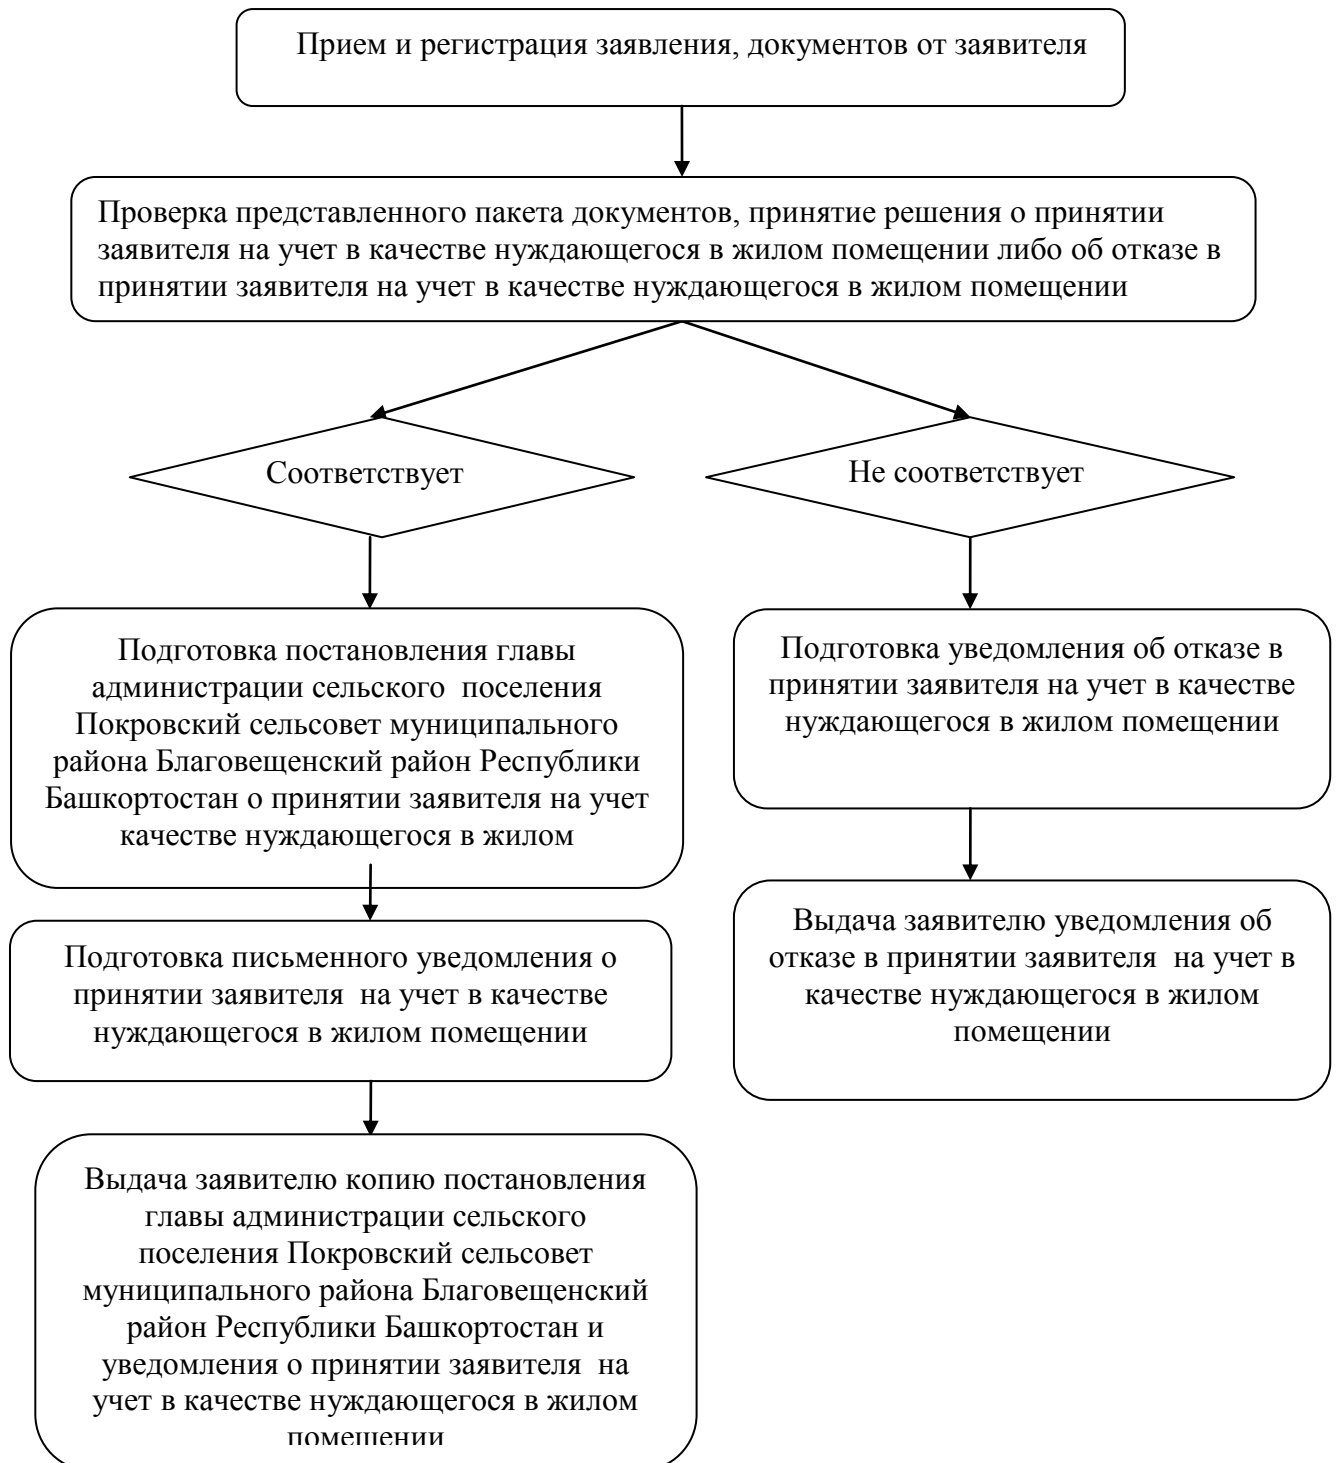 Прием и регистрация заявления, документов от заявителя
Проверка представленного пакета документов, принятие решения о принятии
заявителя на учет в качестве нуждающегося в жилом помещении либо об отказе в
принятии заявителя на учет в качестве нуждающегося в жилом помещении
Соответствует
Не соответствует
Подготовка постановления главы
администрации сельского поселения
Покровский сельсовет муниципального
района Благовещенский район Республики
Башкортостан о принятии заявителя на учет
качестве нуждающегося в жилом
Подготовка уведомления об отказе в
принятии заявителя на учет в качестве
нуждающегося в жилом помещении
Подготовка письменного уведомления о
принятии заявителя на учет в качестве
нуждающегося в жилом помещении
Выдача заявителю уведомления об
отказе в принятии заявителя на учет в
качестве нуждающегося в жилом
помещении
Выдача заявителю копию постановления
главы администрации сельского
поселения Покровский сельсовет
муниципального района Благовещенский
район Республики Башкортостан и
уведомления о принятии заявителя на
учет в качестве нуждающегося в жилом
помещении